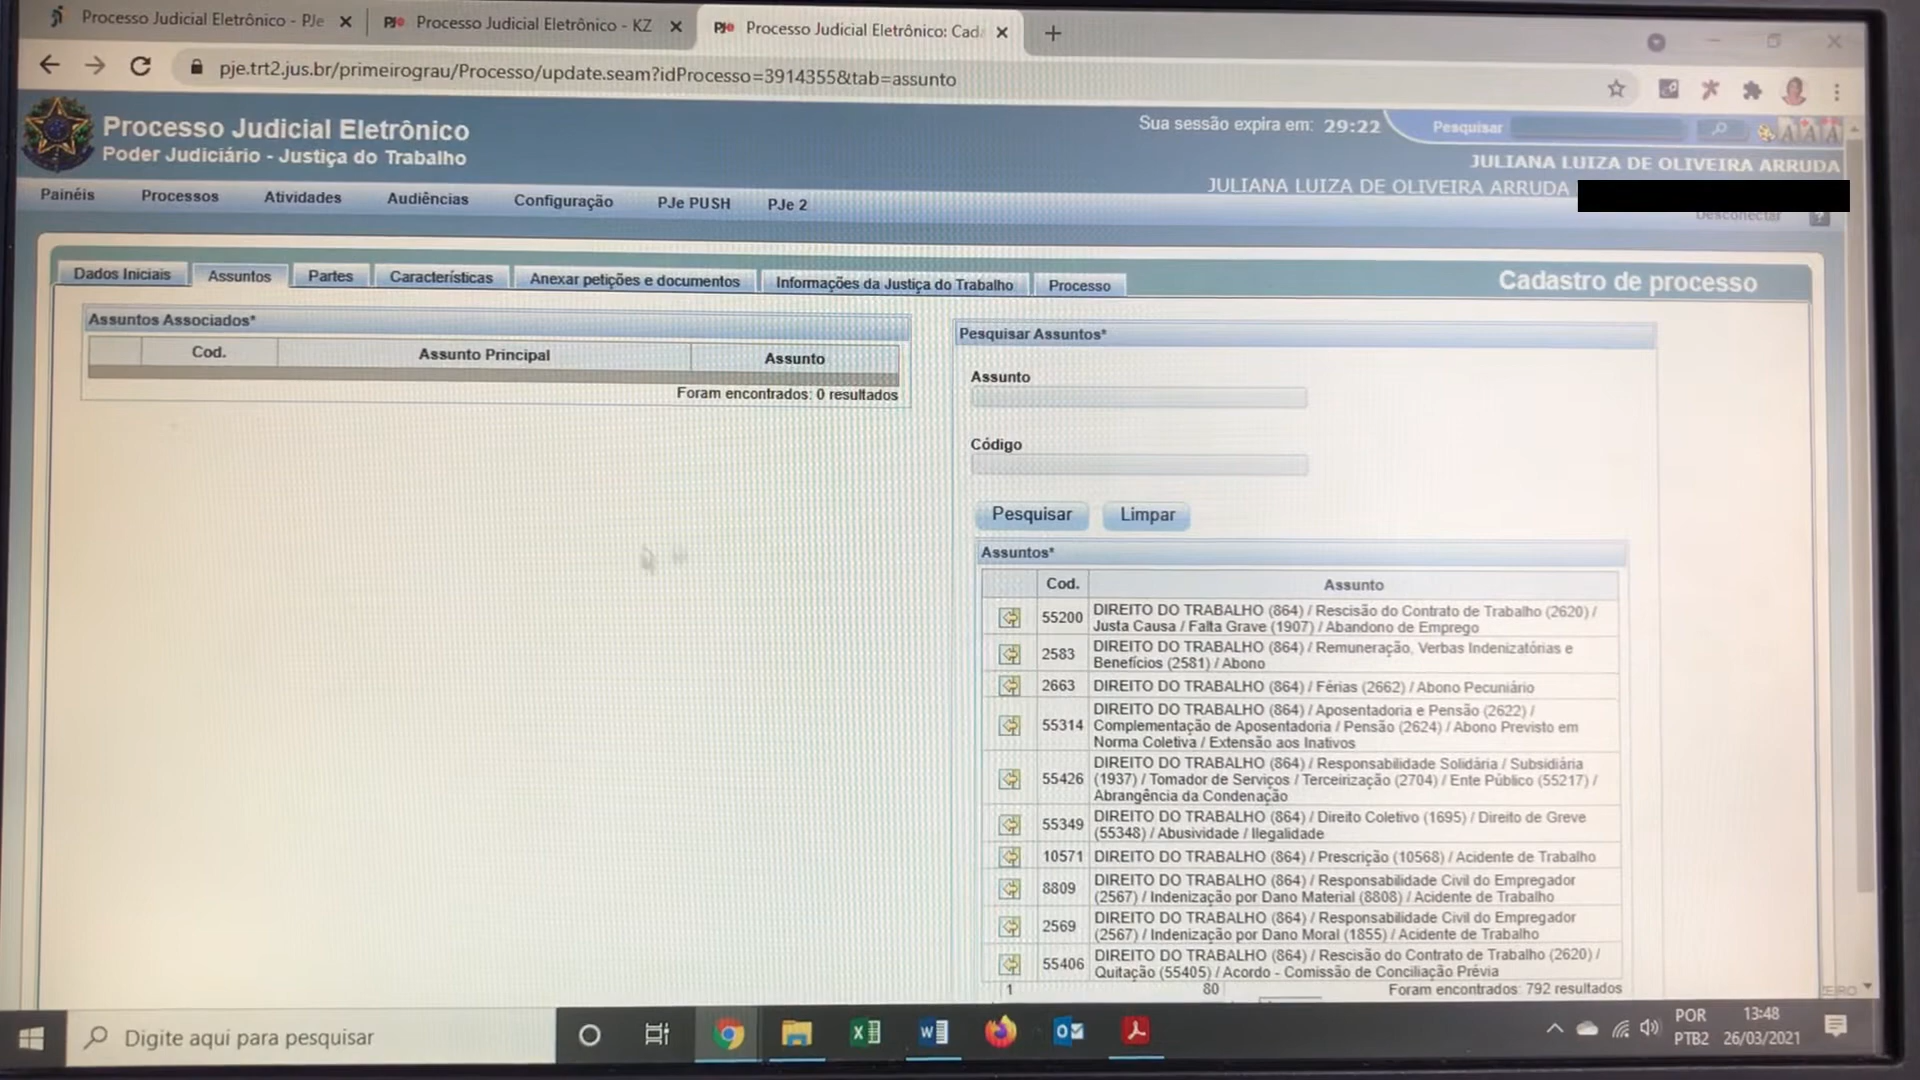 Processo Judicial Eletrônico - PJe
Processo Judicial Eletrônico - KZ
Processo Judicial Eletrônico: Cad
pje.trt2.jus.br/primeirograu/Processo/update.seam?idProcesso=3914355&tab=assunto
Processo Judicial Eletrônico
Poder Judiciário - Justiça do Trabalho
Sua sessão expira em: 29:22
Pesquisar
A A A
JULIANA LUIZA DE OLIVEIRA ARRUDA
JULIANA LUIZA DE OLIVEIRA ARRUDA
Desconectar
?
Painéis Processos Atividades Audiências Configuração PJe PUSH PJe 2
Dados Iniciais Assuntos Partes Características Anexar petições e documentos Informações da Justiça do Trabalho Processo
Cadastro de processo
Assuntos Associados*
Cod. Assunto Principal Assunto
Foram encontrados: 0 resultados
Pesquisar Assuntos*
Assunto
Código
Pesquisar Limpar
Assuntos*
Cod. Assunto
55200 DIREITO DO TRABALHO (864) / Rescisão do Contrato de Trabalho (2620) /
Justa Causa / Falta Grave (1907) / Abandono de Emprego
2583 DIREITO DO TRABALHO (864) / Remuneração, Verbas Indenizatórias e
Benefícios (2581) / Abono
2663 DIREITO DO TRABALHO (864) / Férias (2662) / Abono Pecuniário
55314 DIREITO DO TRABALHO (864) / Aposentadoria e Pensão (2622) /
Complementação de Aposentadoria / Pensão (2624) / Abono Previsto em
Norma Coletiva / Extensão aos Inativos
55426 DIREITO DO TRABALHO (864) / Responsabilidade Solidária / Subsidiária
(1937) / Tomador de Serviços / Terceirização (2704) / Ente Público (55217) /
Abrangência da Condenação
55349 DIREITO DO TRABALHO (864) / Direito Coletivo (1695) / Direito de Greve
(55348) / Abusividade / Ilegalidade
10571 DIREITO DO TRABALHO (864) / Prescrição (10568) / Acidente de Trabalho
8809 DIREITO DO TRABALHO (864) / Responsabilidade Civil do Empregador
(2567) / Indenização por Dano Material (8808) / Acidente de Trabalho
2569 DIREITO DO TRABALHO (864) / Responsabilidade Civil do Empregador
(2567) / Indenização por Dano Moral (1855) / Acidente de Trabalho
55406 DIREITO DO TRABALHO (864) / Rescisão do Contrato de Trabalho (2620) /
Quitação (55405) / Acordo - Comissão de Conciliação Prévia
1 80 Foram encontrados: 792 resultados
Digite aqui para pesquisar
POR
PTB2
13:48
26/03/2021